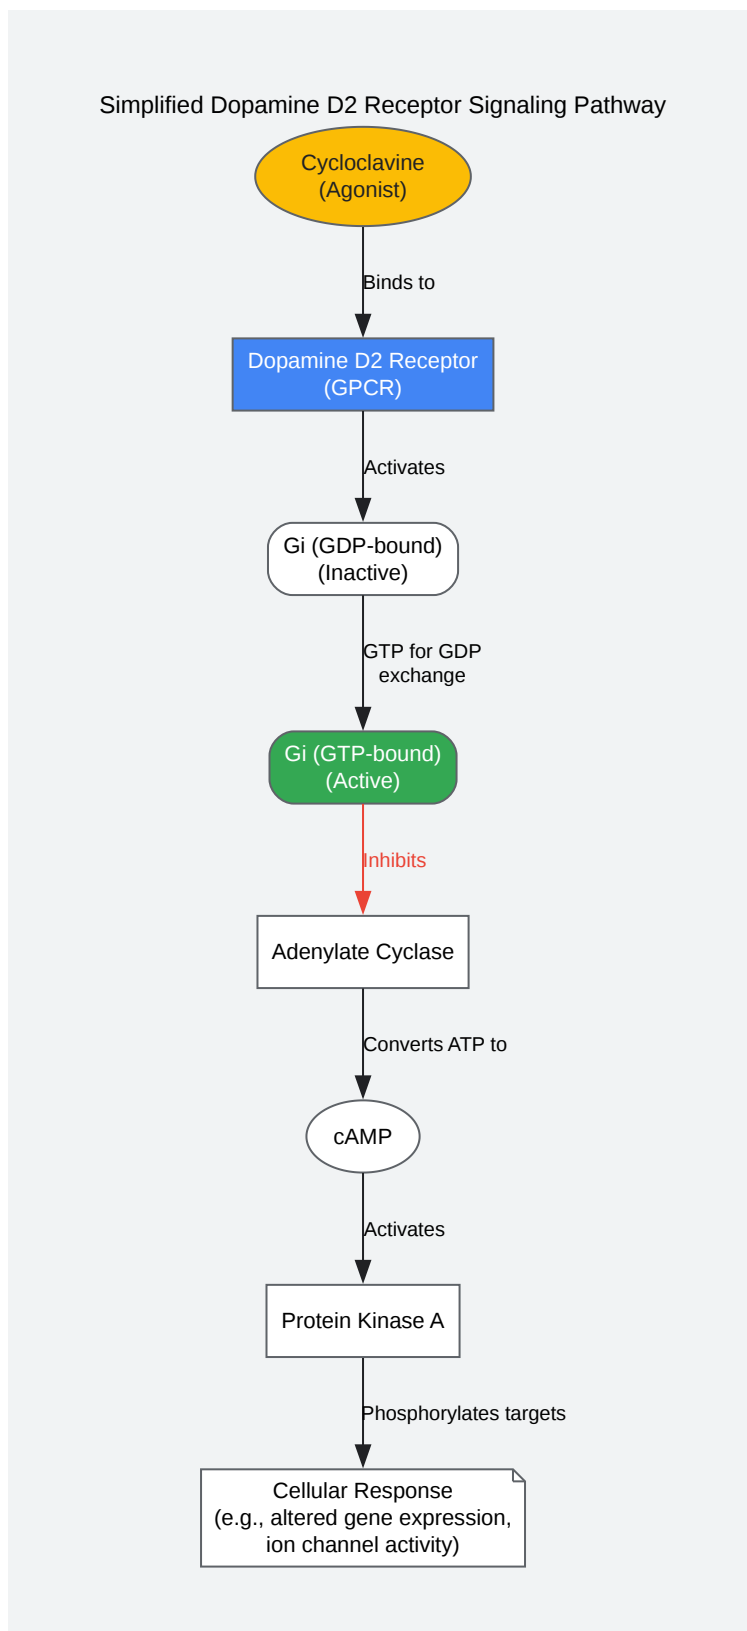 Simplified Dopamine D2 Receptor Signaling Pathway
Cycloclavine
(Agonist)
Binds to
Dopamine D2 Receptor
(GPCR)
Activates
Gi (GDP-bound)
(Inactive)
GTP for GDP
exchange
Gi (GTP-bound)
(Active)
Inhibits
Adenylate Cyclase
Converts ATP to
cAMP
Activates
Protein Kinase A
Phosphorylates targets
Cellular Response
(e.g., altered gene expression,
ion channel activity)